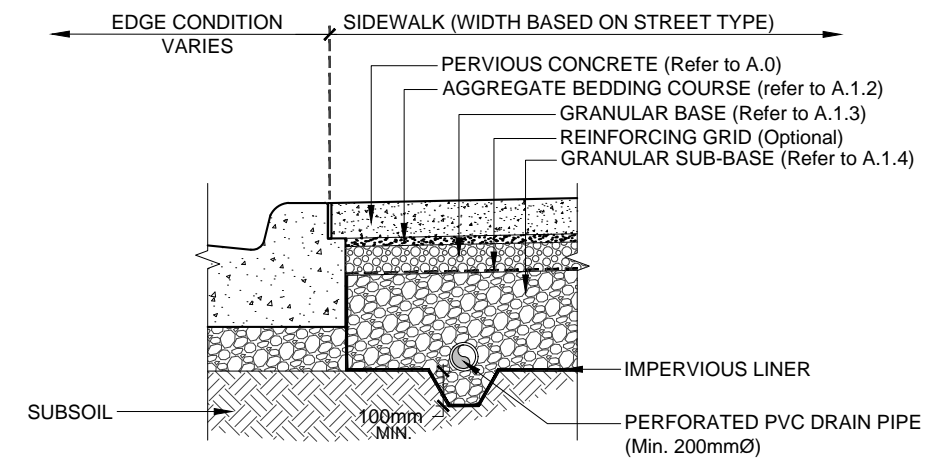 EDGE CONDITION
VARIES
SIDEWALK (WIDTH BASED ON STREET TYPE)
PERVIOUS CONCRETE (Refer to A.0)
AGGREGATE BEDDING COURSE (refer to A.1.2)
GRANULAR BASE (Refer to A.1.3)
REINFORCING GRID (Optional)
GRANULAR SUB-BASE (Refer to A.1.4)
IMPERVIOUS LINER
SUBSOIL
100mm
MIN.
PERFORATED PVC DRAIN PIPE
(Min. 200mmØ)